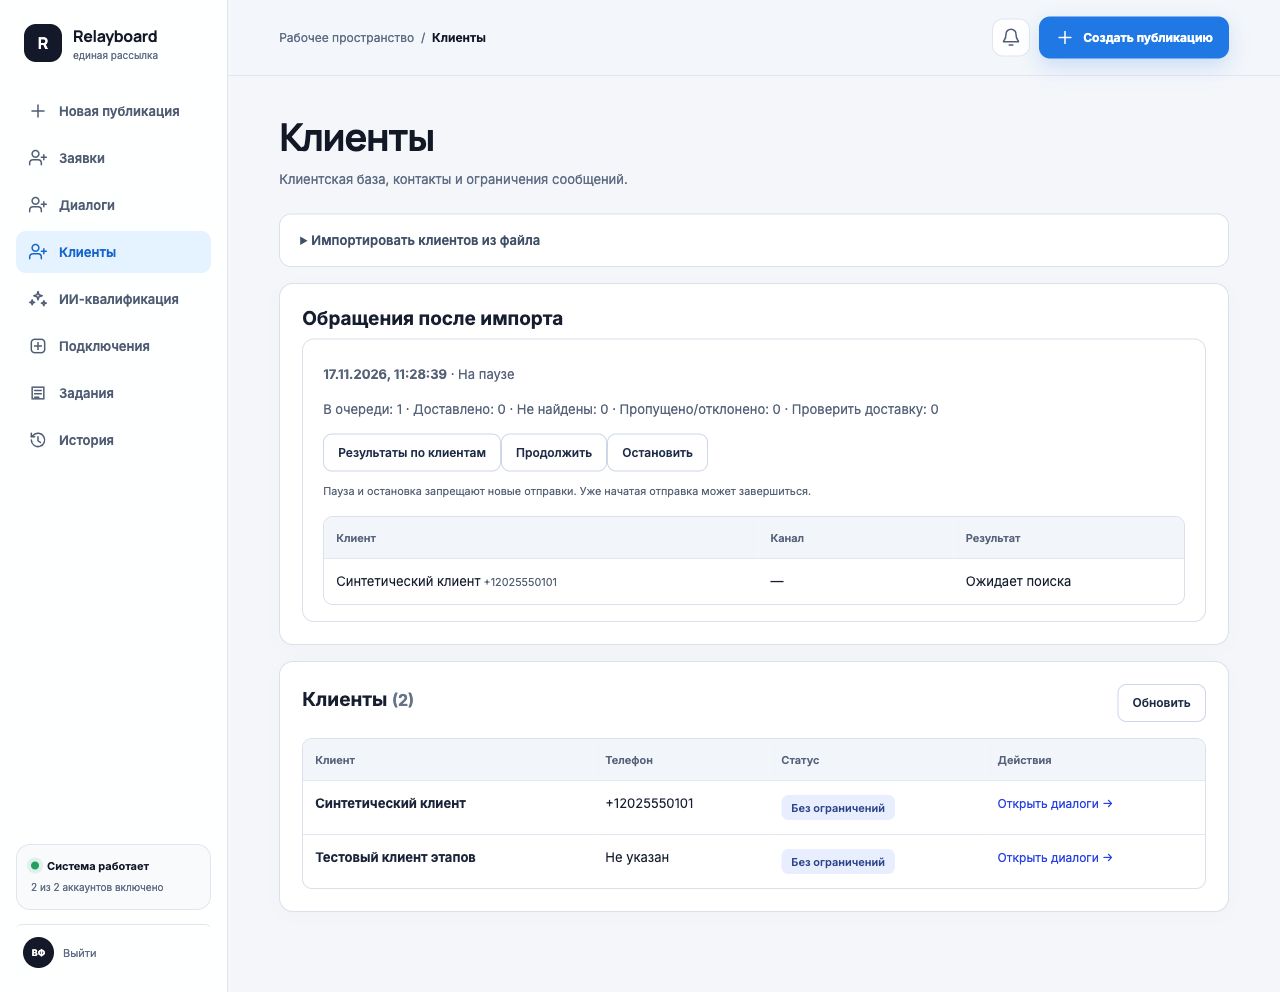 R
Relayboard
единая рассылка
Новая публикация
Заявки
Диалоги
Клиенты
ИИ-квалификация
Подключения
Задания
История
Система работает
2 из 2 аккаунтов включено
ВФ Выйти
Рабочее пространство / Клиенты
Создать публикацию
Клиенты
Клиентская база, контакты и ограничения сообщений.
Импортировать клиентов из файла
Обращения после импорта
17.11.2026, 11:28:39 · На паузе
В очереди: 1 · Доставлено: 0 · Не найдены: 0 · Пропущено/отклонено: 0 · Проверить доставку: 0
Результаты по клиентам Продолжить Остановить
Пауза и остановка запрещают новые отправки. Уже начатая отправка может завершиться.
Клиент Канал Результат
Синтетический клиент +12025550101 — Ожидает поиска
Клиенты (2)
Обновить
Клиент Телефон Статус Действия
Синтетический клиент +12025550101 Без ограничений Открыть диалоги →
Тестовый клиент этапов Не указан Без ограничений Открыть диалоги →